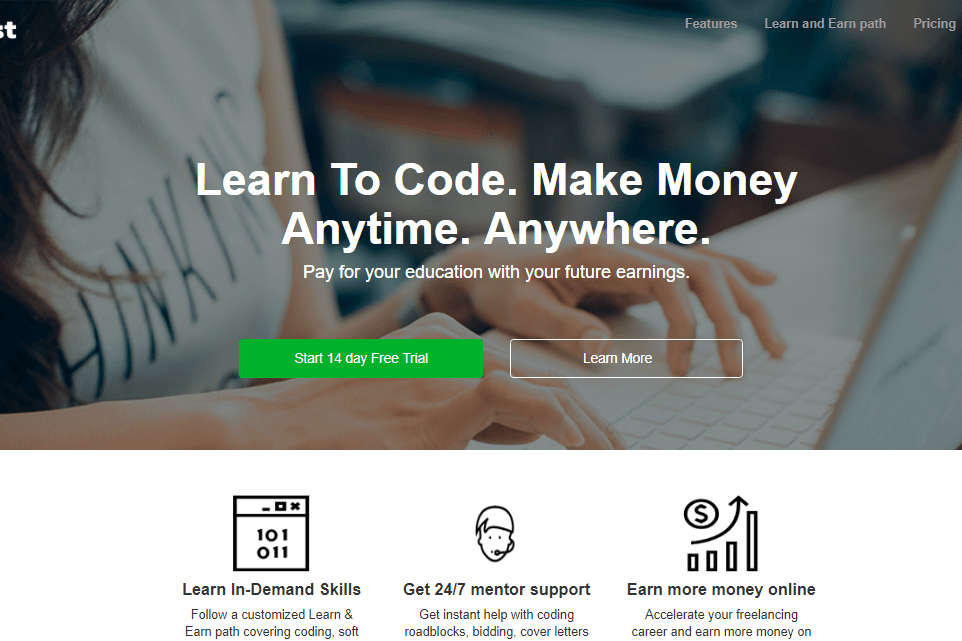 st
Features
Learn and Earn path
Pricing
THINKING
Learn To Code. Make Money
Anytime. Anywhere.
Pay for your education with your future earnings.
Start 14 day Free Trial
Learn More
101
011
$
Learn In-Demand Skills
Get 24/7 mentor support
Earn more money online
Follow a customized Learn &
Earn path covering coding, soft
Get instant help with coding
roadblocks, bidding, cover letters
Accelerate your freelancing
career and earn more money on